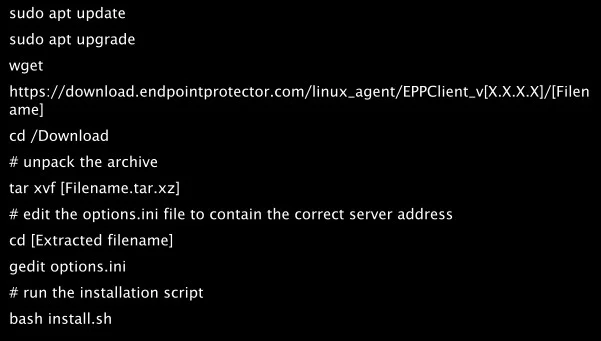 sudo apt update
sudo apt upgrade
wget
https://download.endpointprotector.com/linux_agent/EPPClient_v[X.X.X.X]/[Filen
ame]
cd /Download
# unpack the archive
tar xvf [Filename.tar.xz]
# edit the options.ini file to contain the correct server address
cd [Extracted filename]
gedit options.ini
# run the installation script
bash install.sh